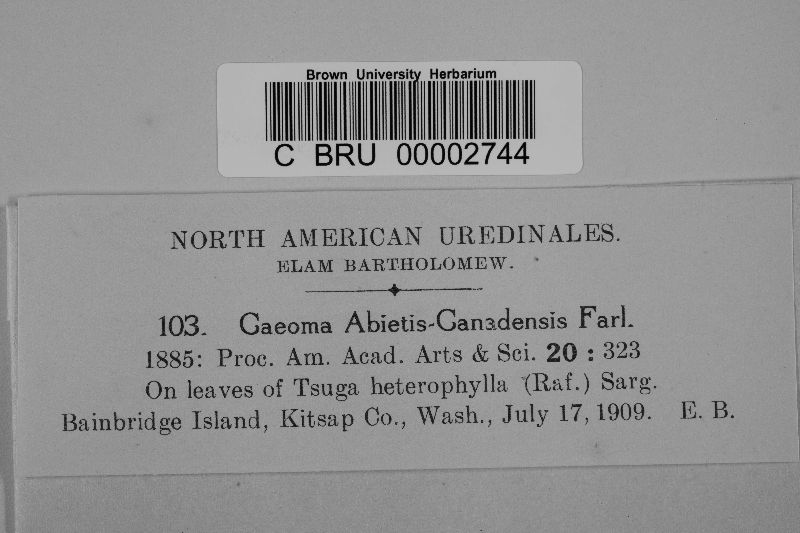 Brown University Herbarium
C BRU 00002744
NORTH AMERICAN UREDINALES.
ELAM BARTHOLOMEW.
103. Caeoma Abietis-Canadensis Farl.
1885: Proc. Am. Acad. Arts & Sci. 20 : 323
On leaves of Tsuga heterophylla (Raf.) Sarg.
Bainbridge Island, Kitsap Co., Wash., July 17, 1909. E. B.